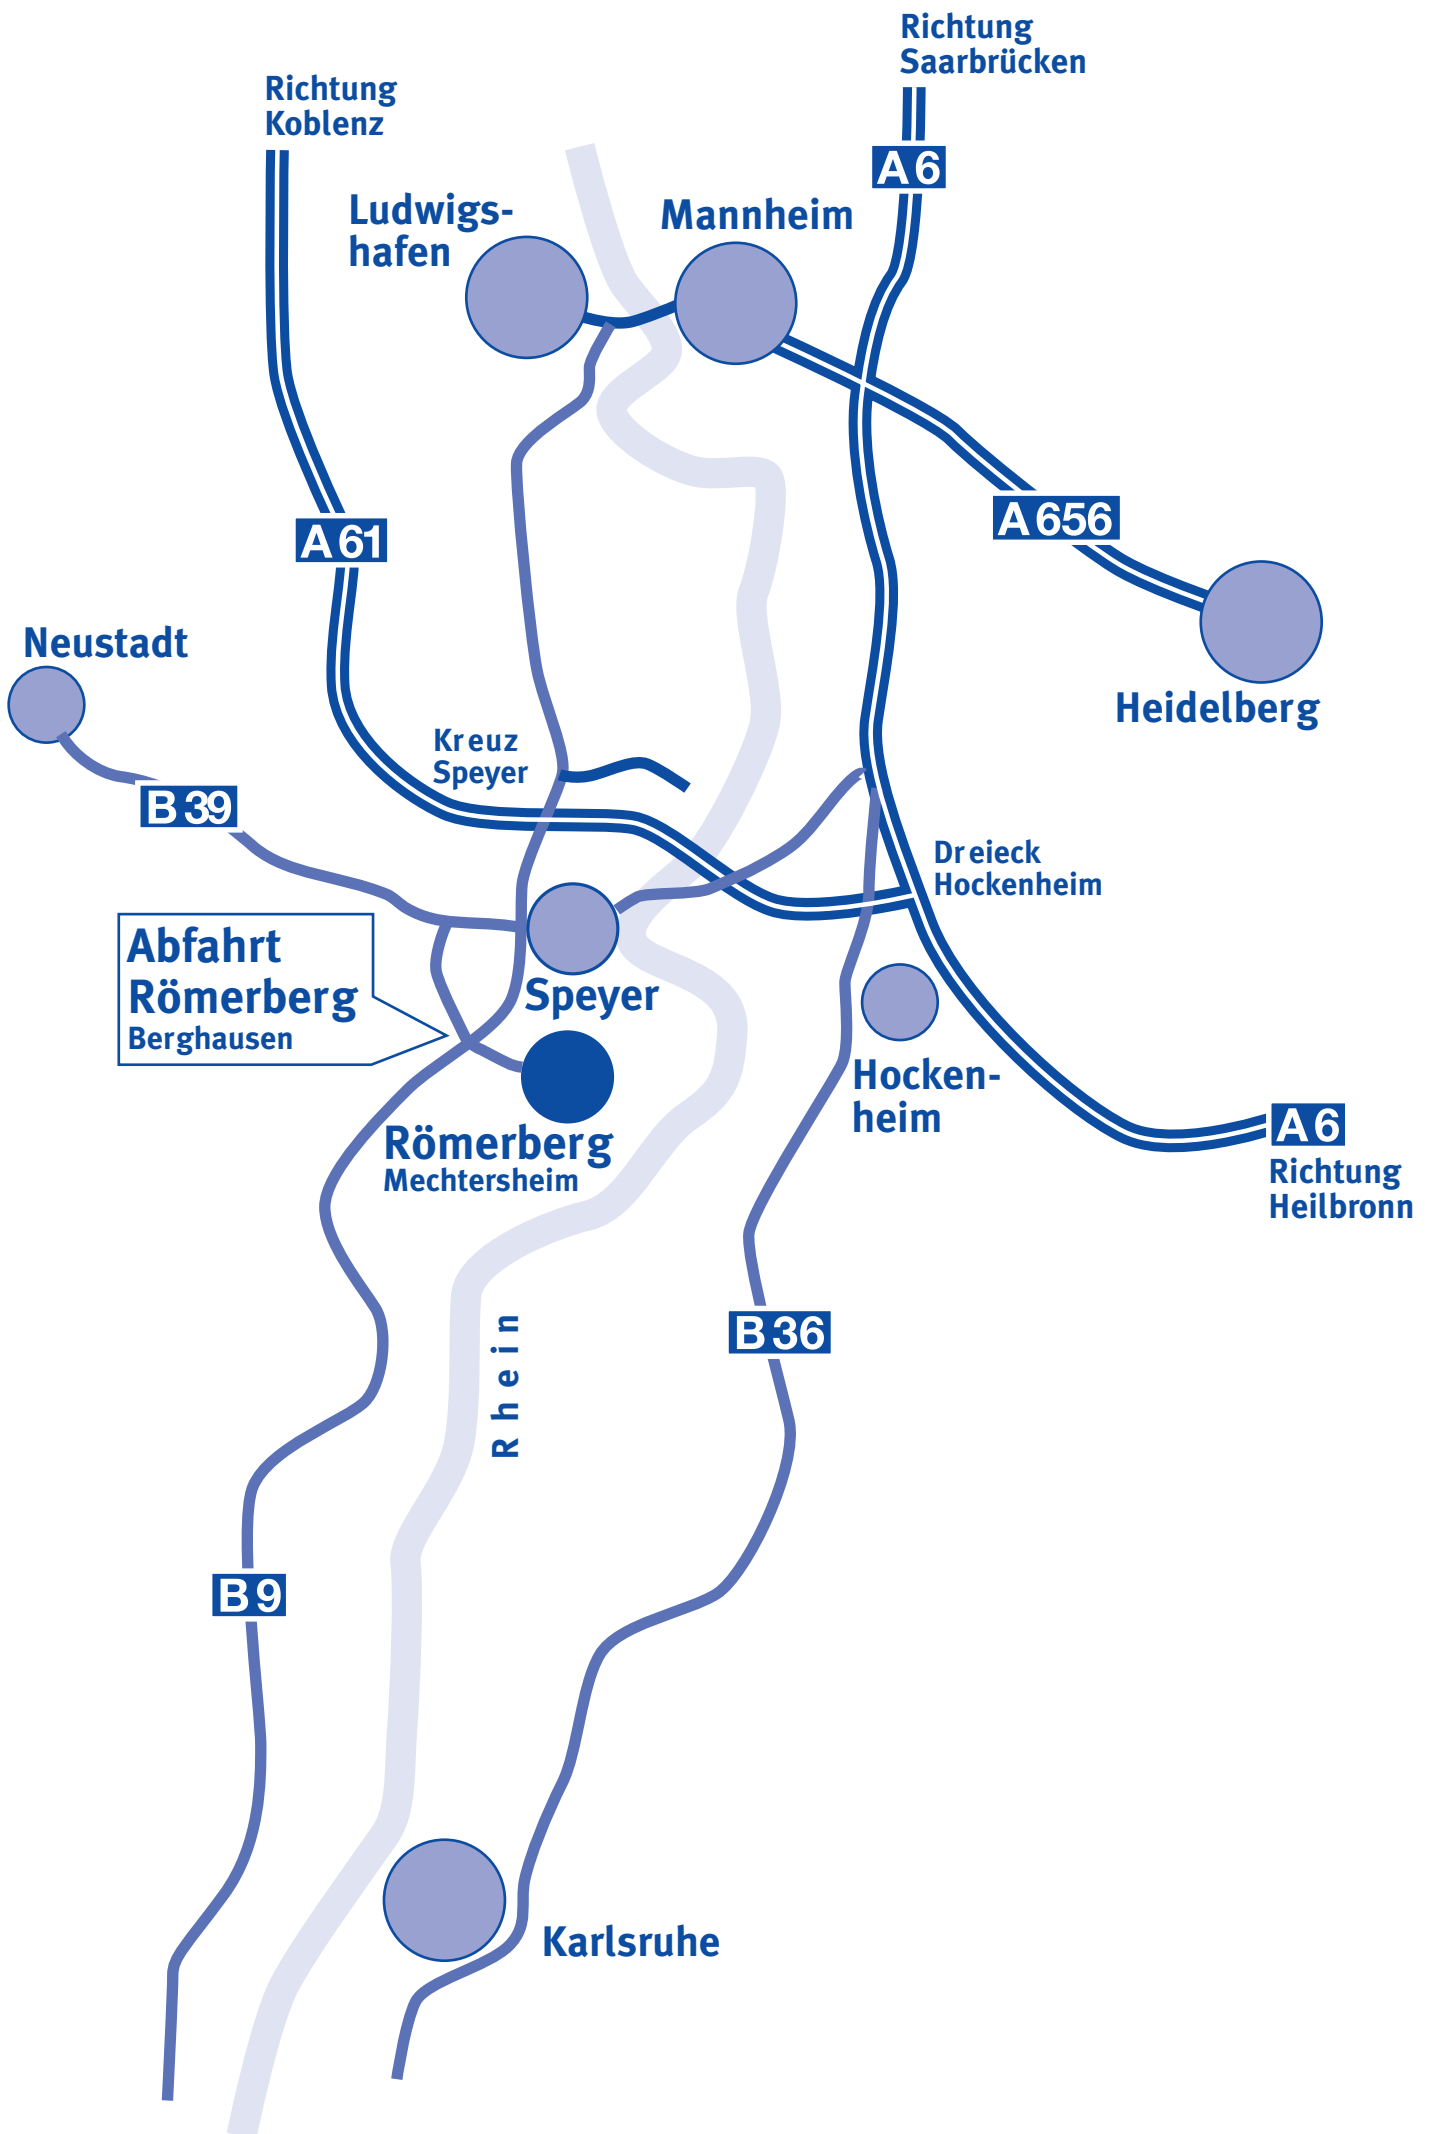 Richtung
Saarbrücken
Richtung
Koblenz
A 6
Ludwigs-
hafen
Mannheim
A 61
A 656
Neustadt
Heidelberg
Kreuz
Speyer
B 39
Dreieck
Hockenheim
Abfahrt
Römerberg
Berghausen
Speyer
Hocken-
heim
A 6
Richtung
Heilbronn
Römerberg
Mechtersheim
Rhein
B 36
B 9
Karlsruhe